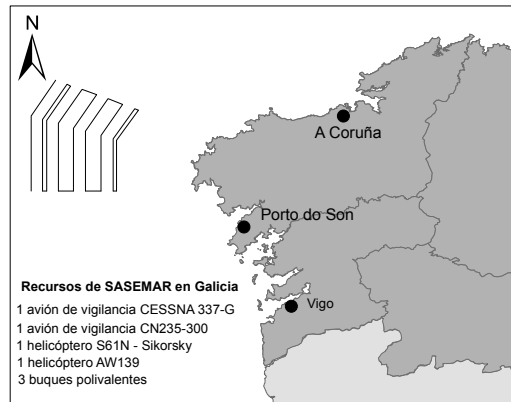 N
A Coruña
Porto do Son
Recursos de SASEMAR en Galicia
1 avión de vigilancia CESSNA 337-G
Vigo
1 avión de vigilancia CN235-300
1 helicóptero S61N - Sikorsky
1 helicóptero AW139
3 buques polivalentes